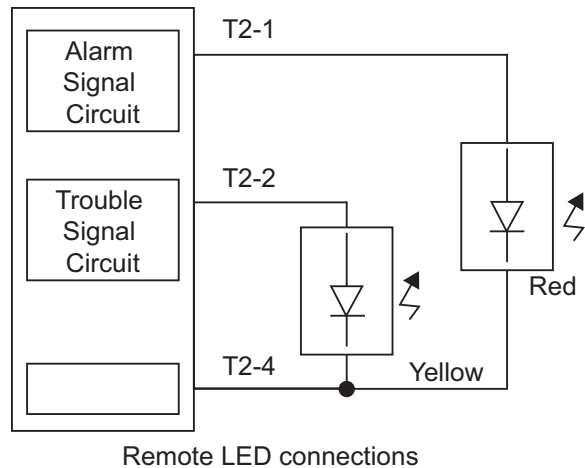 T2-1
Alarm
Signal
Circuit
T2-2
Trouble
Signal
Circuit
Red
T2-4
Yellow
Remote LED connections